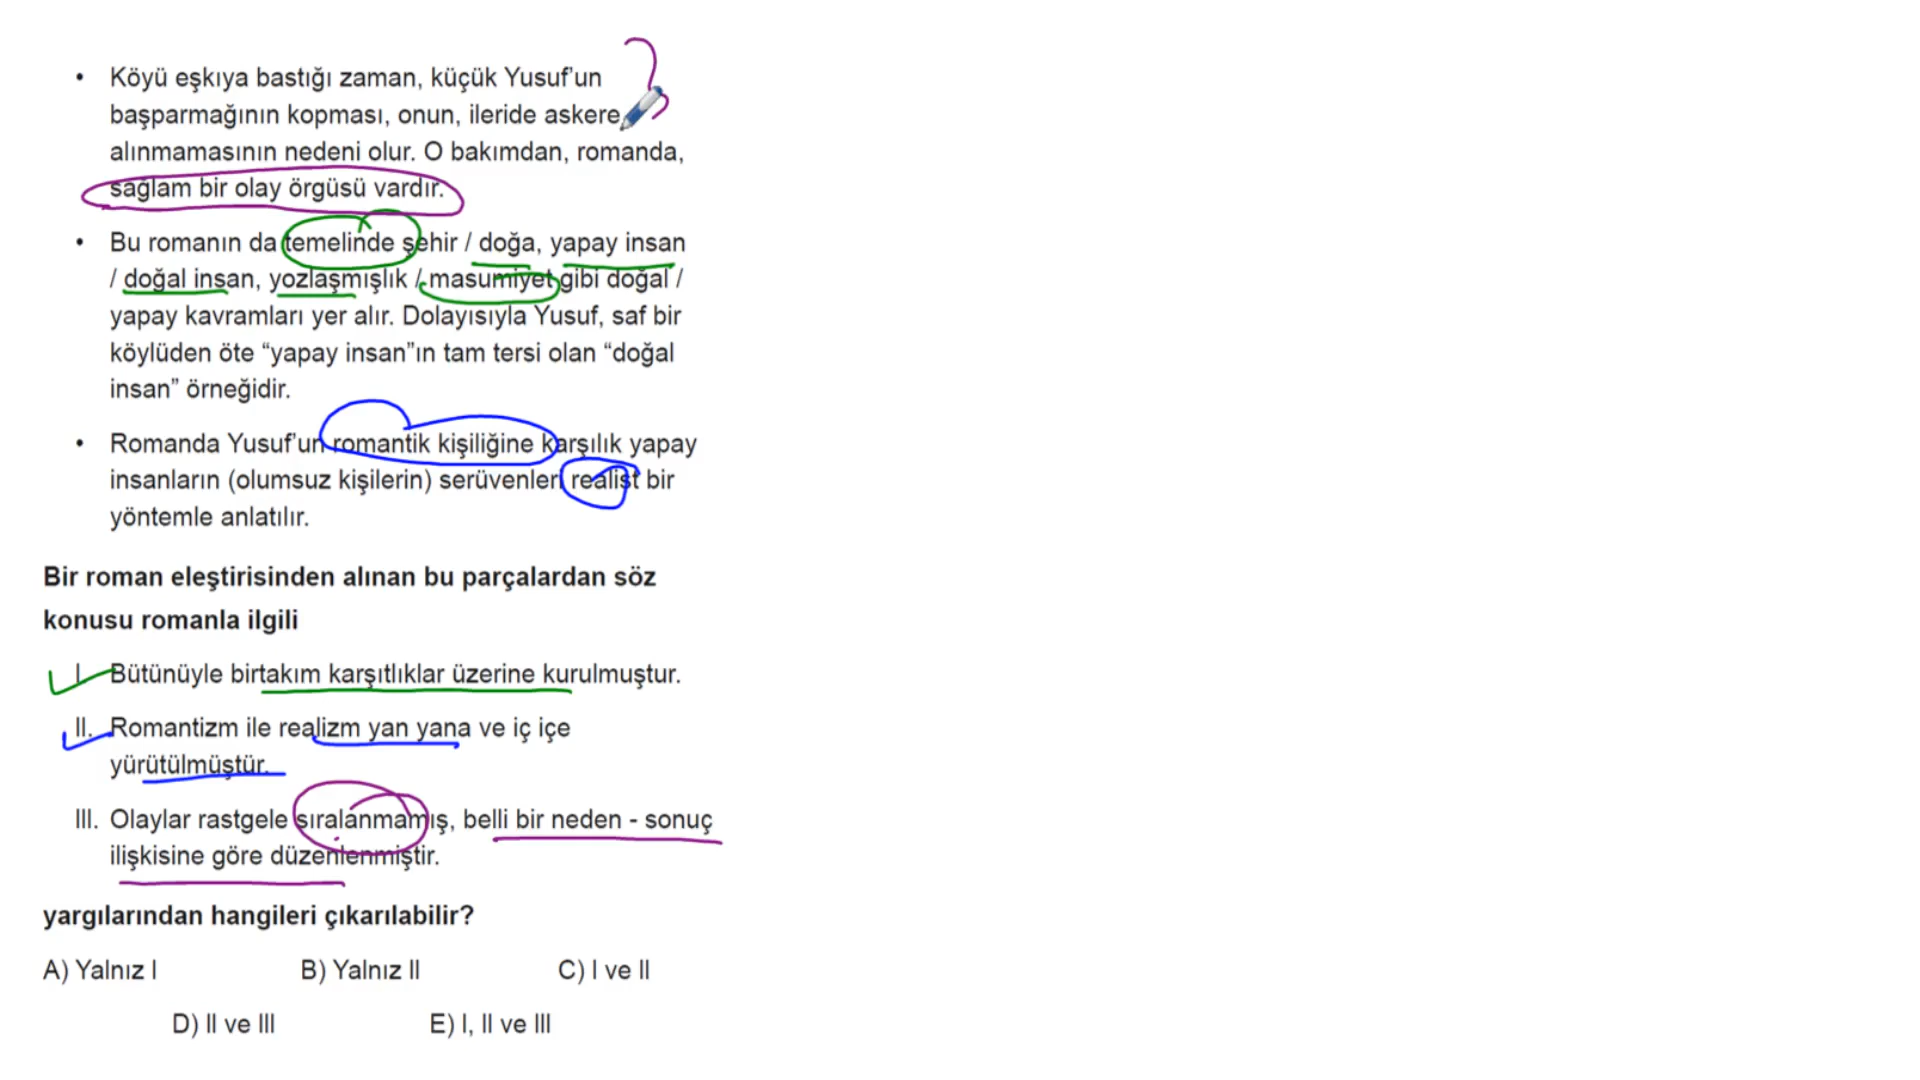 • Köyü eşkıya bastığı zaman, küçük Yusuf'un
başparmağının kopması, onun, ileride askere
alınmamasının nedeni olur. O bakımdan, romanda,
sağlam bir olay örgüsü vardır.
• Bu romanın da temelinde şehir / doğa, yapay insan
/ doğal insan, yozlaşmışlık / masumiyet gibi doğal /
yapay kavramları yer alır. Dolayısıyla Yusuf, saf bir
köylüden öte “yapay insan”ın tam tersi olan “doğal
insan” örneğidir.
• Romanda Yusuf'un romantik kişiliğine karşılık yapay
insanların (olumsuz kişilerin) serüvenleri realist bir
yöntemle anlatılır.
Bir roman eleştirisinden alınan bu parçalardan söz
konusu romanla ilgili
I. Bütünüyle birtakım karşıtlıklar üzerine kurulmuştur.
II. Romantizm ile realizm yan yana ve iç içe
yürütülmüştür.
III. Olaylar rastgele sıralanmamış, belli bir neden - sonuç
ilişkisine göre düzenlenmiştir.
yargılarından hangileri çıkarılabilir?
A) Yalnız I B) Yalnız II C) I ve II
D) II ve III E) I, II ve III